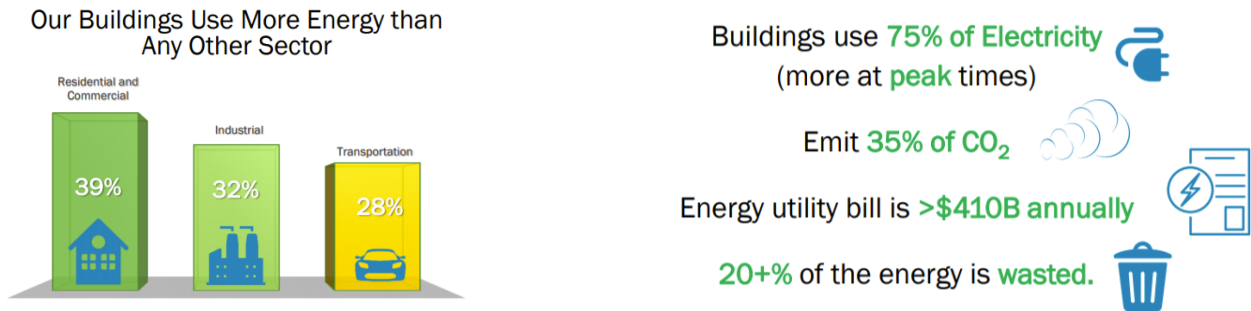 Our Buildings Use More Energy than
Any Other Sector
Residential and
Commercial
Industrial
Transportation
39%
32%
28%
Buildings use 75% of Electricity
(more at peak times)
Emit 35% of CO₂
Energy utility bill is >$410B annually
20+% of the energy is wasted.